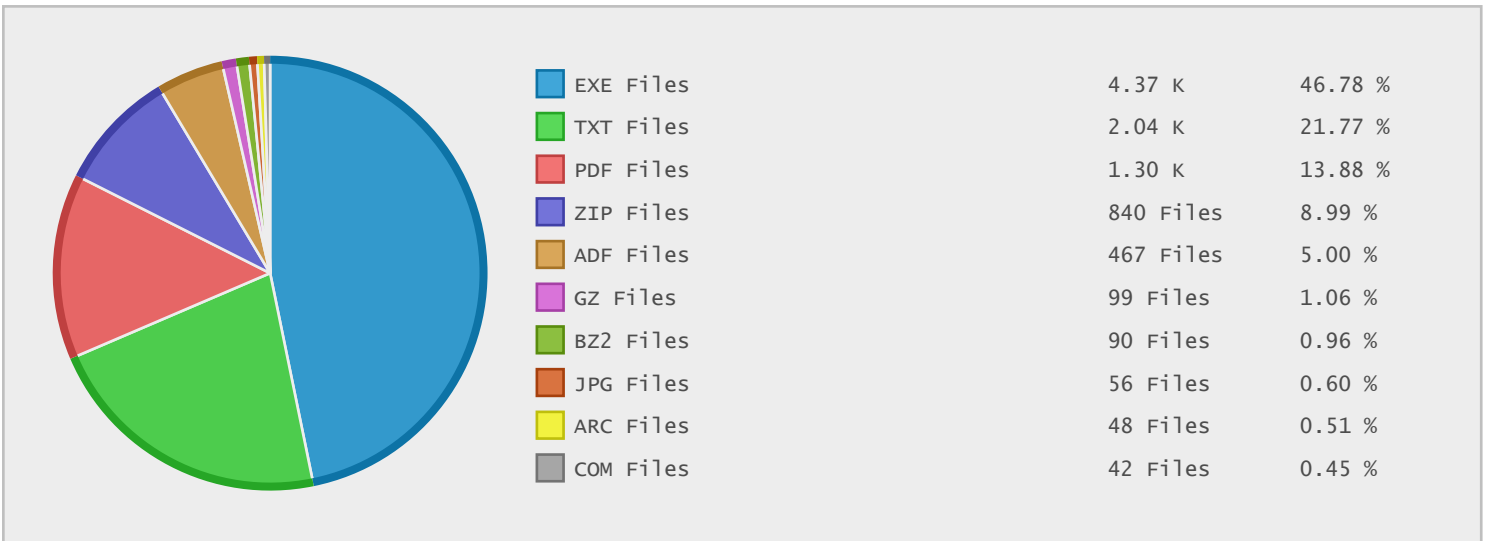 EXE Files 4.37 K 46.78 %
TXT Files 2.04 K 21.77 %
PDF Files 1.30 K 13.88 %
ZIP Files 840 Files 8.99 %
ADF Files 467 Files 5.00 %
GZ Files 99 Files 1.06 %
BZ2 Files 90 Files 0.96 %
JPG Files 56 Files 0.60 %
ARC Files 48 Files 0.51 %
COM Files 42 Files 0.45 %